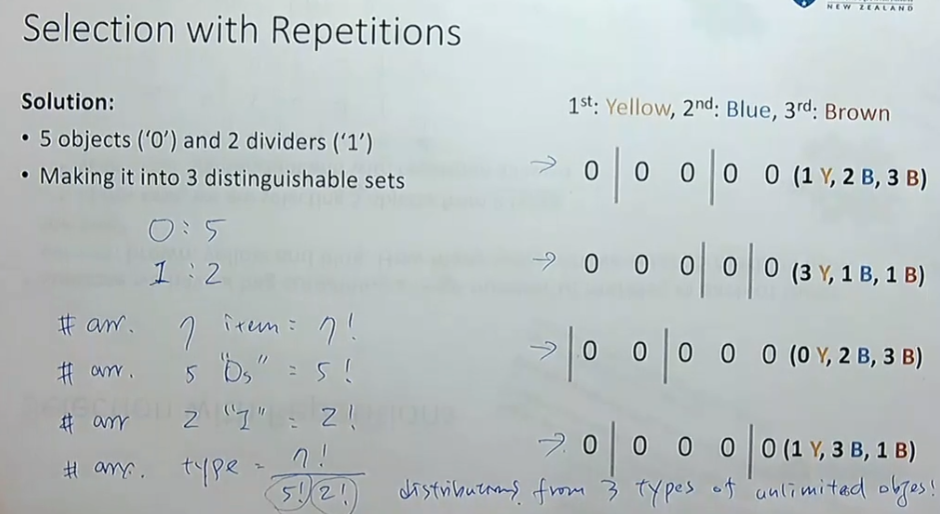 NEW ZEALAND
Selection with Repetitions
Solution:
• 5 objects ('0') and 2 dividers ('1')
• Making it into 3 distinguishable sets
0 : 5
1 : 2
# arr. 7 item = 7!
# arr. 5 "0s" = 5!
# arr 2 "1" = 2!
# arr. type = 7!
5! 2!
1st: Yellow, 2nd: Blue, 3rd: Brown
→ 0 | 0 0 | 0 0 (1 Y, 2 B, 3 B)
→ 0 0 0 | 0 | 0 (3 Y, 1 B, 1 B)
→ | 0 0 | 0 0 0 (0 Y, 2 B, 3 B)
→ 0 | 0 0 0 | 0 (1 Y, 3 B, 1 B)
distributions from 3 types of unlimited